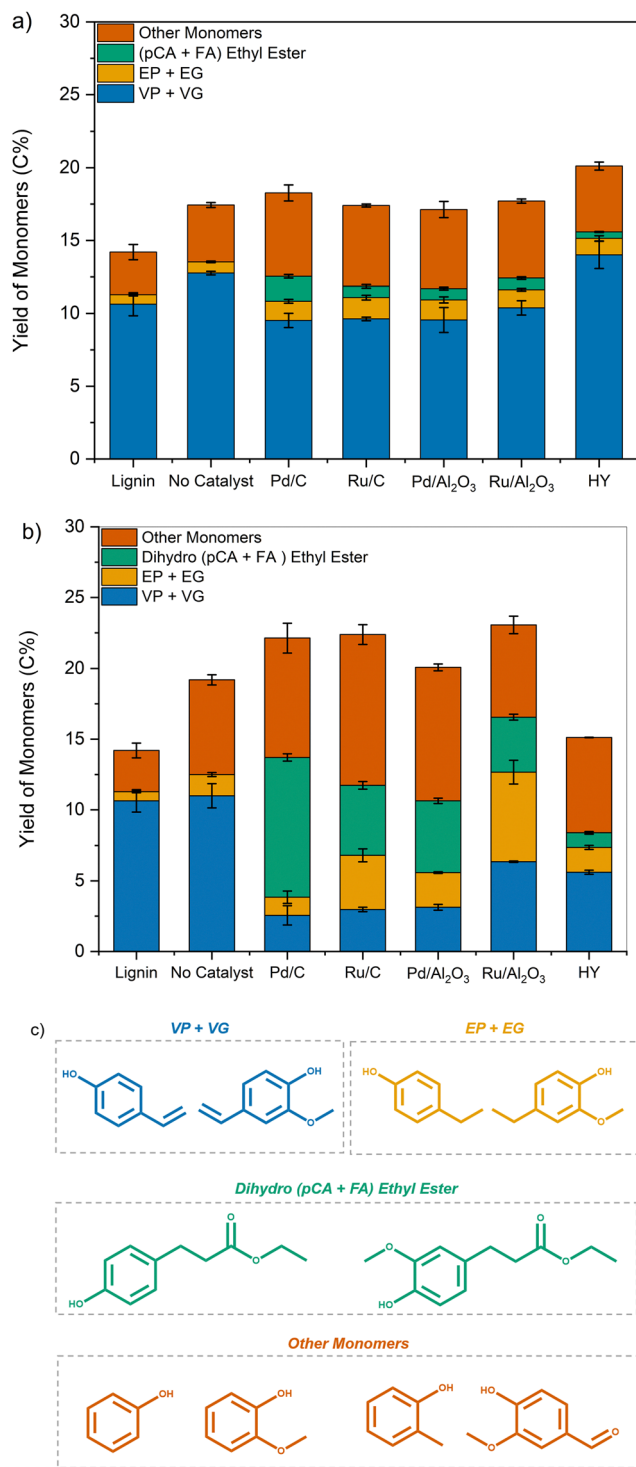 a)
30
25
20
15
10
5
0
Yield of Monomers (C%)
Other Monomers
(pCA + FA) Ethyl Ester
EP + EG
VP + VG
Lignin No Catalyst Pd/C Ru/C Pd/Al₂O₃ Ru/Al₂O₃ HY
b)
30
25
20
15
10
5
0
Yield of Monomers (C%)
Other Monomers
Dihydro (pCA + FA ) Ethyl Ester
EP + EG
VP + VG
Lignin No Catalyst Pd/C Ru/C Pd/Al₂O₃ Ru/Al₂O₃ HY
c)
VP + VG
HO
OH
O
EP + EG
HO
OH
O
Dihydro (pCA + FA) Ethyl Ester
O
O
HO
O
O
O
HO
Other Monomers
OH
OH
O
OH
HO
O
O